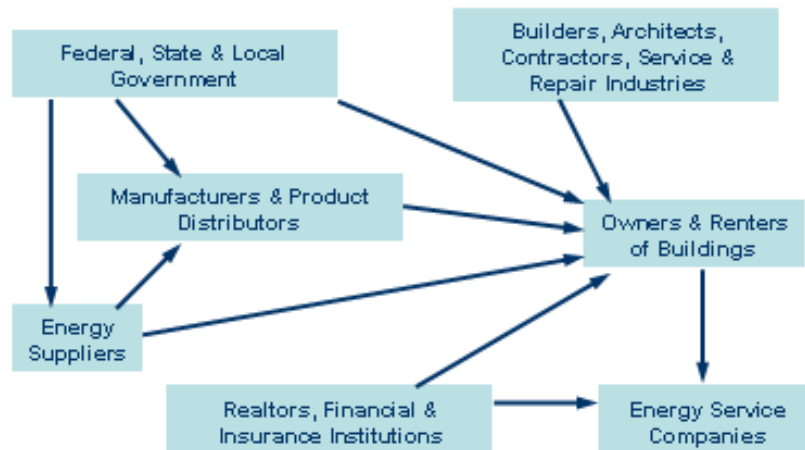 Federal, State & Local
Government
Builders, Architects,
Contractors, Service &
Repair Industries
Manufacturers & Product
Distributors
Owners & Renters
of Buildings
Energy
Suppliers
Realtors, Financial &
Insurance Institutions
Energy Service
Companies